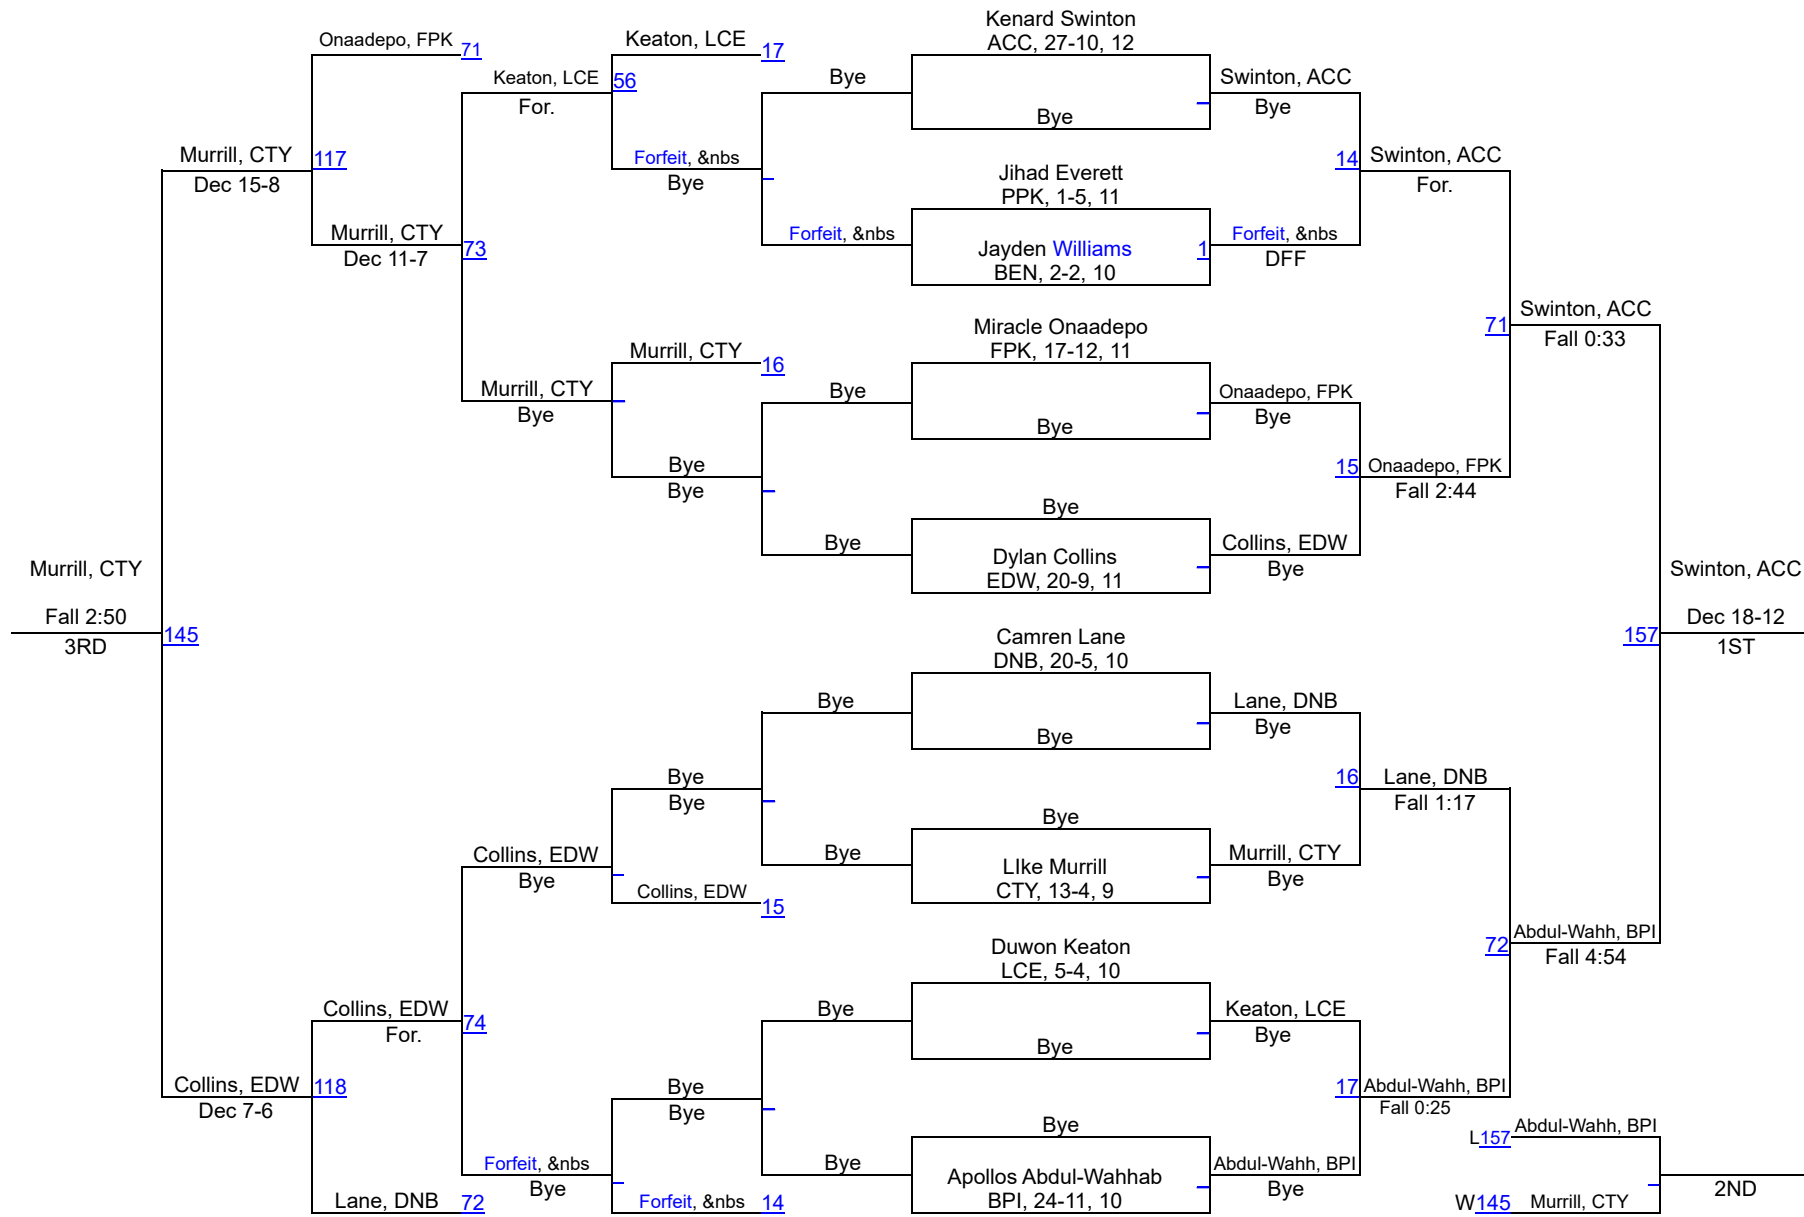 Kenard Swinton
ACC, 27-10, 12
Onaadepo, FPK 71
Keaton, LCE 17
Keaton, LCE 56
For.
Bye
Swinton, ACC
Bye
Bye
Murrill, CTY 117
Dec 15-8
Forfeit, &nbs
Bye
Jihad Everett
PPK, 1-5, 11
14 Swinton, ACC
For.
Murrill, CTY 73
Dec 11-7
Forfeit, &nbs
Jayden Williams 1
BEN, 2-2, 10
Forfeit, &nbs
DFF
71 Swinton, ACC
Fall 0:33
Miracle Onaadepo
FPK, 17-12, 11
Murrill, CTY 16
Murrill, CTY
Bye
Bye
Onaadepo, FPK
Bye
Bye
Bye
Bye
15 Onaadepo, FPK
Fall 2:44
Bye
Bye
Dylan Collins
EDW, 20-9, 11
Collins, EDW
Bye
Murrill, CTY
Fall 2:50
3RD
145
Swinton, ACC
157 Dec 18-12
1ST
Camren Lane
DNB, 20-5, 10
Bye
Lane, DNB
Bye
Bye
Bye
Bye
16 Lane, DNB
Fall 1:17
Bye
Collins, EDW
Bye
Bye
LIke Murrill
CTY, 13-4, 9
Murrill, CTY
Bye
Collins, EDW 15
72 Abdul-Wahh, BPI
Fall 4:54
Duwon Keaton
LCE, 5-4, 10
Collins, EDW 74
For.
Bye
Keaton, LCE
Bye
Bye
Collins, EDW 118
Dec 7-6
Bye
Bye
17 Abdul-Wahh, BPI
Fall 0:25
Bye
Forfeit, &nbs
Bye
Bye
Apollos Abdul-Wahhab
BPI, 24-11, 10
Abdul-Wahh, BPI
Bye
L157 Abdul-Wahh, BPI
2ND
Lane, DNB 72
Forfeit, &nbs 14
W145 Murrill, CTY